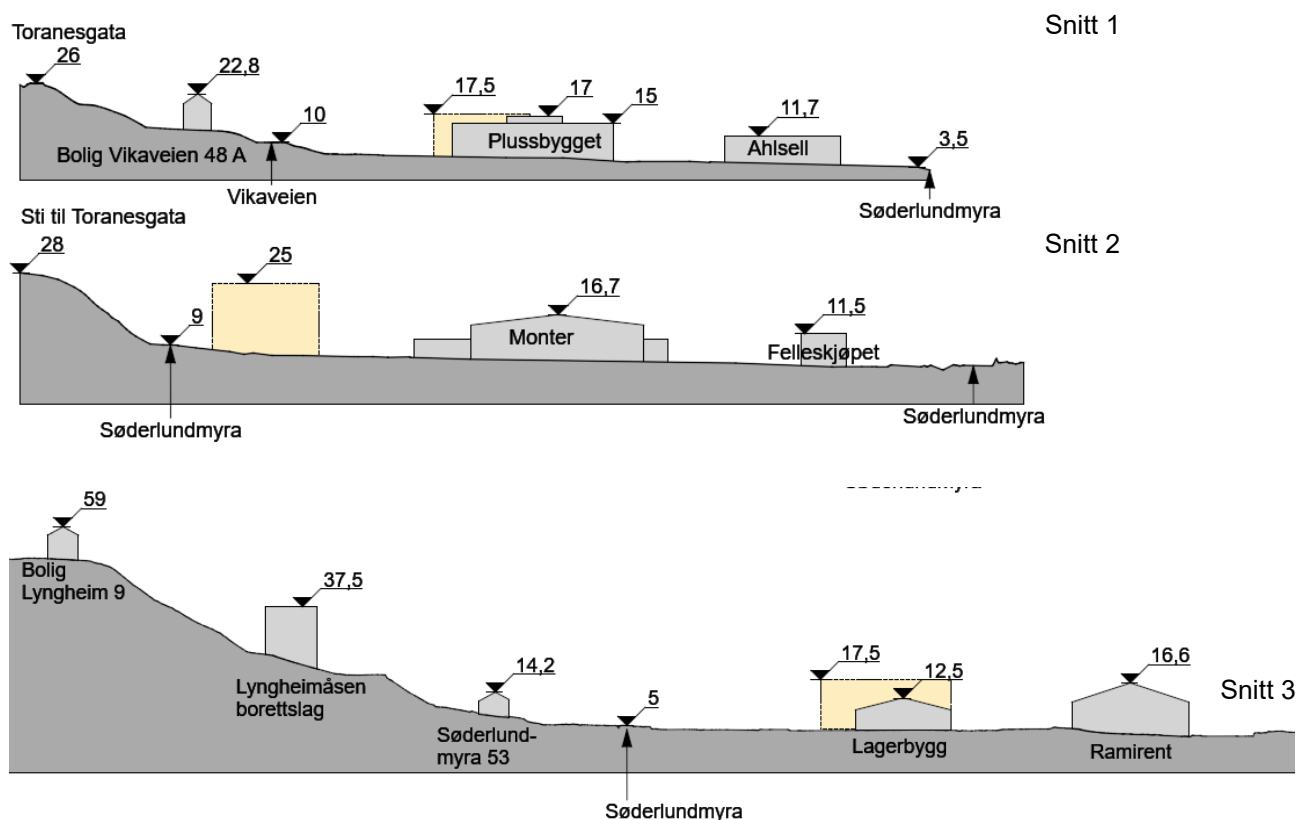 Snitt 1
Toranesgata
26
22,8
10
17,5
17
15
11,7
3,5
Bolig Vikaveien 48 A
Plussbygget
Ahlsell
Vikaveien
Søderlundmyra
Sti til Toranesgata
Snitt 2
28
9
25
16,7
11,5
Monter
Felleskjøpet
Søderlundmyra
Søderlundmyra
59
Bolig
Lyngheim 9
37,5
Lyngheimåsen
borettslag
14,2
Søderlund-
myra 53
5
17,5
12,5
16,6
Snitt 3
Lagerbygg
Ramirent
Søderlundmyra